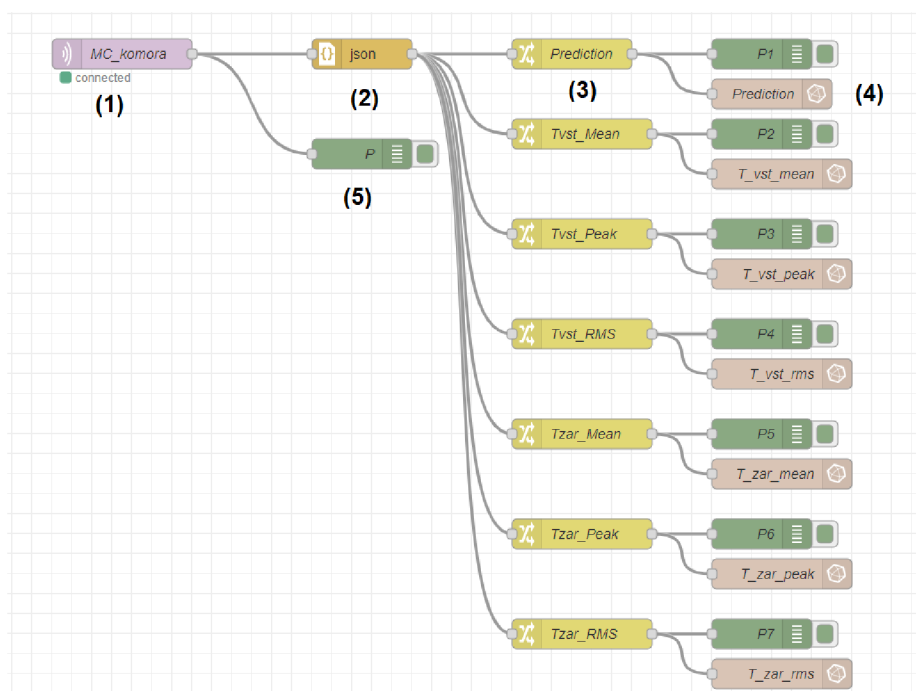 MC_komora
connected
(1)
json
(2)
P
(5)
Prediction
(3)
P1
Prediction
(4)
Tvst_Mean
P2
T_vst_mean
Tvst_Peak
P3
T_vst_peak
Tvst_RMS
P4
T_vst_rms
Tzar_Mean
P5
T_zar_mean
Tzar_Peak
P6
T_zar_peak
Tzar_RMS
P7
T_zar_rms